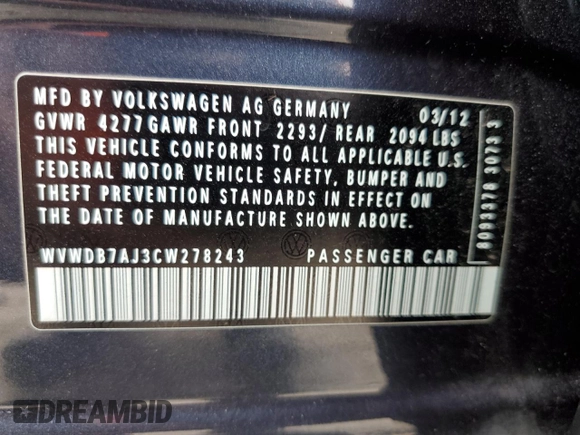 MFD BY VOLKSWAGEN AG GERMANY 03/12
GVWR 4277 GAWR FRONT 2293/ REAR 2094 LBS
THIS VEHICLE CONFORMS TO ALL APPLICABLE U.S.
FEDERAL MOTOR VEHICLE SAFETY, BUMPER AND
THEFT PREVENTION STANDARDS IN EFFECT ON
THE DATE OF MANUFACTURE SHOWN ABOVE.
WVWDB7AJ3CW278243 PASSENGER CAR
DREAMBID